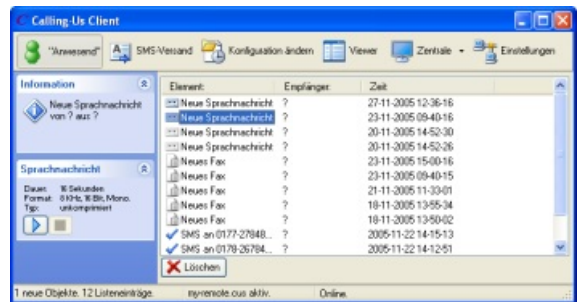 Calling-Us Client
"Anwesend" SMS-Versand Konfiguration ändern Viewer Zentrale Einstellungen
Information
Neue Sprachnachricht
von ? aus ?
Sprachnachricht
Dauer: 16 Sekunden
Format: 8 KHz, 16 Bit, Mono.
Typ: unkomprimiert
Element: Empfänger: Zeit:
Neue Sprachnachricht ? 27-11-2005 12-36-16
Neue Sprachnachricht ? 23-11-2005 09-40-16
Neue Sprachnachricht ? 20-11-2005 14-52-30
Neue Sprachnachricht ? 20-11-2005 14-52-26
Neues Fax ? 23-11-2005 15-00-16
Neues Fax ? 23-11-2005 09-40-15
Neues Fax ? 21-11-2005 11-33-01
Neues Fax ? 18-11-2005 13-55-34
Neues Fax ? 18-11-2005 13-50-02
SMS an 0177-27848... ? 2005-11-22 14-15-13
SMS an 0178-26784... ? 2005-11-22 14-12-51
Löschen
1 neue Objekte. 12 Listeneinträge. my-remote.cus aktiv. Online.